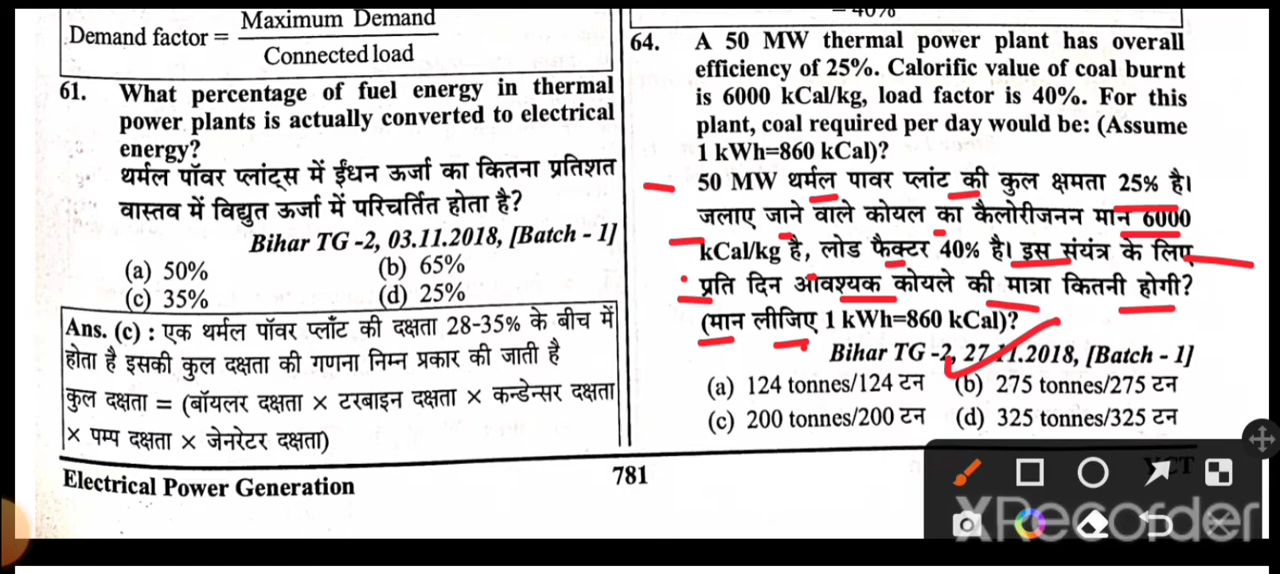 Demand factor = Maximum Demand
Connected load
61. What percentage of fuel energy in thermal
power plants is actually converted to electrical
energy?
थर्मल पॉवर प्लांट्स में ईंधन ऊर्जा का कितना प्रतिशत
वास्तव में विद्युत ऊर्जा में परिवर्तित होता है?
Bihar TG -2, 03.11.2018, [Batch - 1]
(a) 50% (b) 65%
(c) 35% (d) 25%
Ans. (c) : एक थर्मल पॉवर प्लाँट की दक्षता 28-35% के बीच में
होता है इसकी कुल दक्षता की गणना निम्न प्रकार की जाती है
कुल दक्षता = (बॉयलर दक्षता × टरबाइन दक्षता × कन्डेन्सर दक्षता
× पम्प दक्षता × जेनरेटर दक्षता)
= 40%
64. A 50 MW thermal power plant has overall
efficiency of 25%. Calorific value of coal burnt
is 6000 kCal/kg, load factor is 40%. For this
plant, coal required per day would be: (Assume
1 kWh=860 kCal)?
50 MW थर्मल पावर प्लांट की कुल क्षमता 25% है।
जलाए जाने वाले कोयल का कैलोरीजनन मान 6000
kCal/kg है, लोड फैक्टर 40% है। इस संयंत्र के लिए
प्रति दिन आवश्यक कोयले की मात्रा कितनी होगी?
(मान लीजिए 1 kWh=860 kCal)?
Bihar TG -2, 27.11.2018, [Batch - 1]
(a) 124 tonnes/124 टन (b) 275 tonnes/275 टन
(c) 200 tonnes/200 टन (d) 325 tonnes/325 टन
Electrical Power Generation 781 YCT
XRecorder